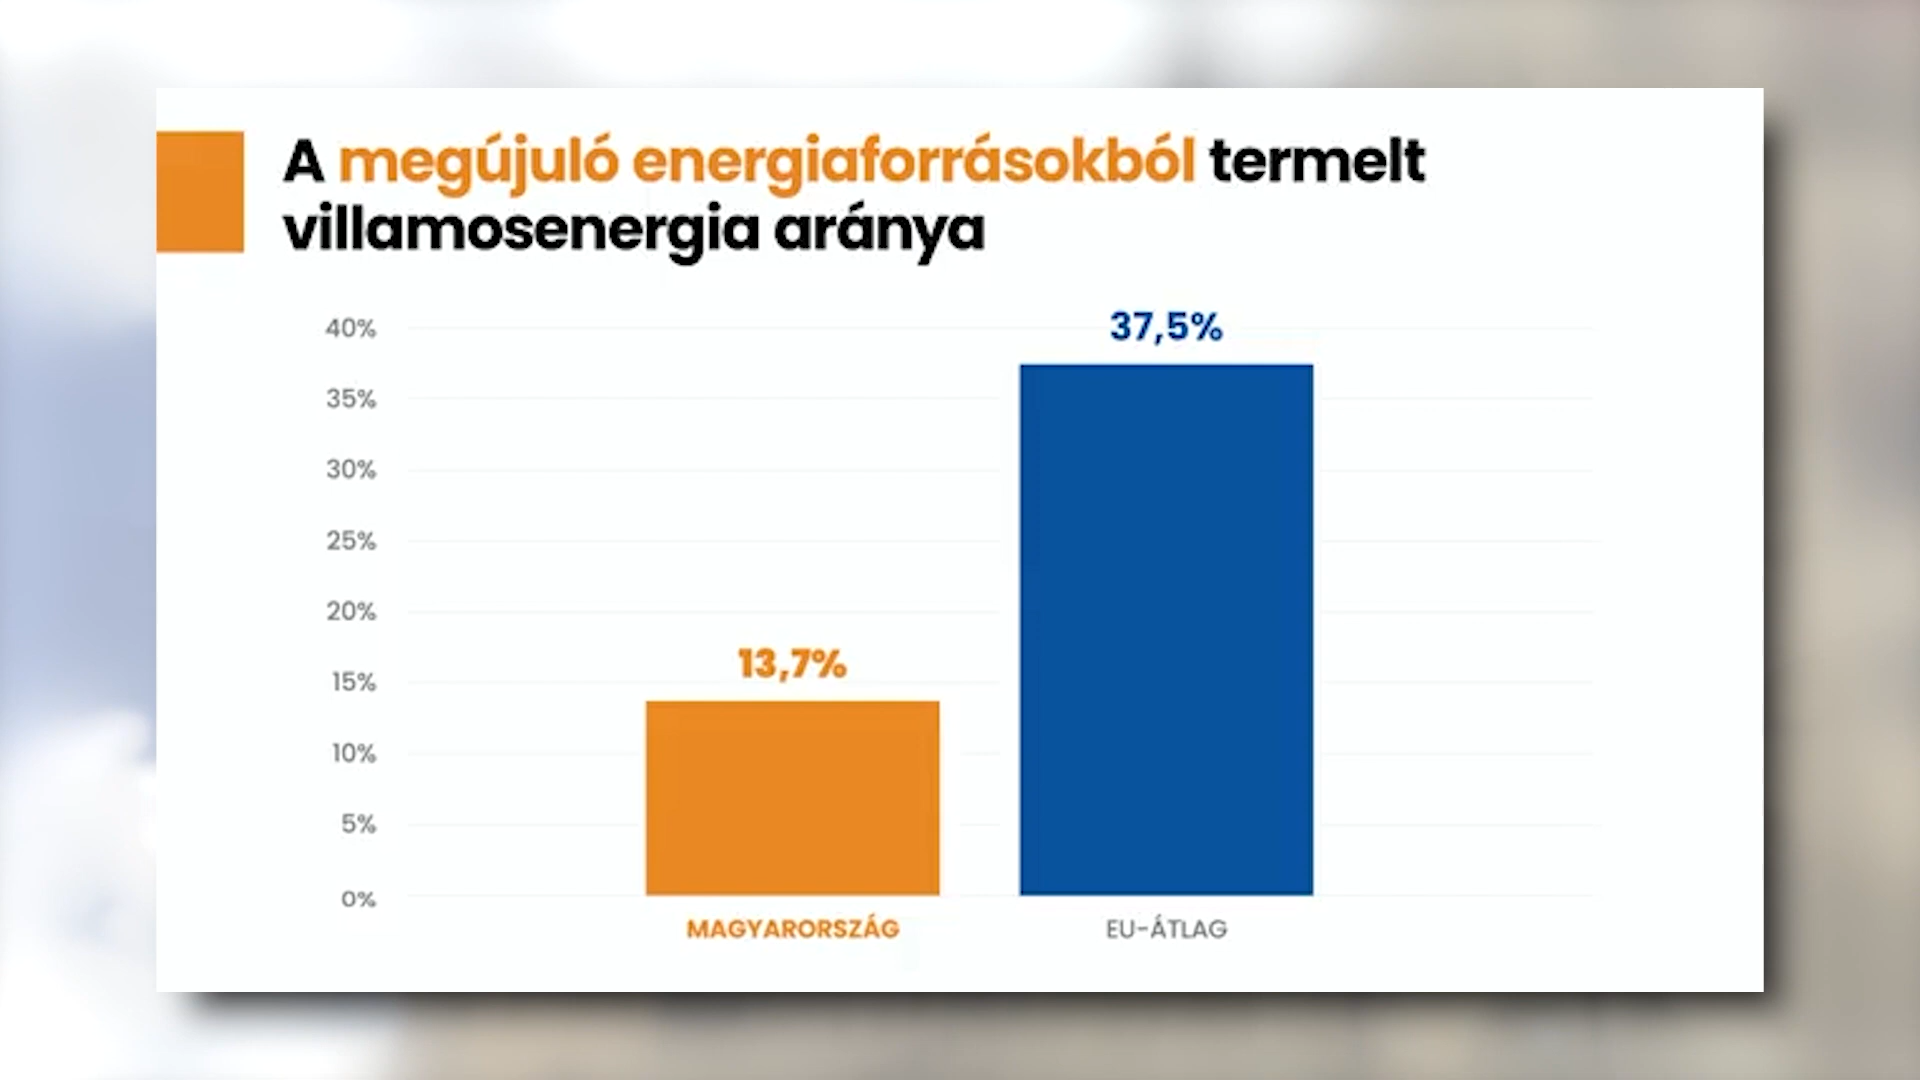 A megújuló energiaforrásokból termelt
villamosenergia aránya
40%
35%
30%
25%
20%
15%
10%
5%
0%
37,5%
13,7%
MAGYARORSZÁG
EU-ÁTLAG